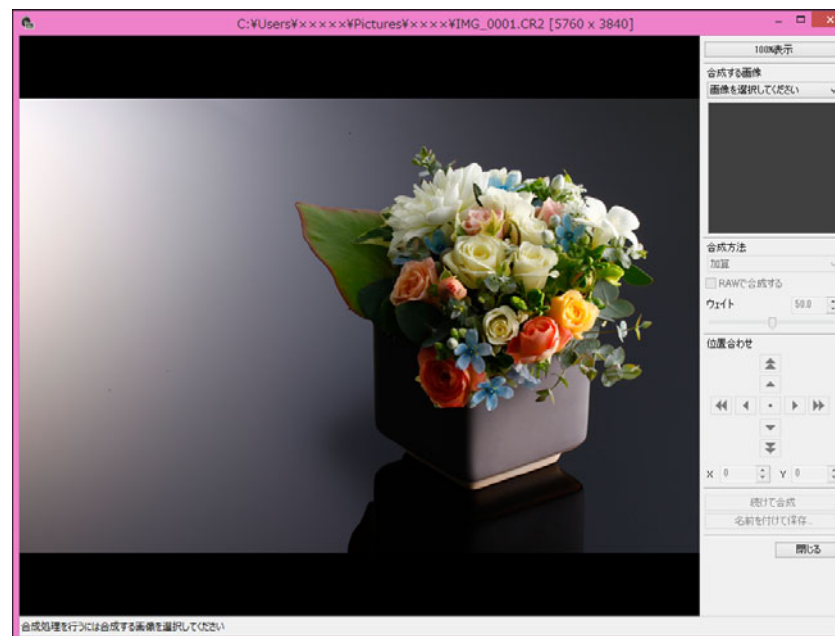 C:¥Users¥×××××¥Pictures¥××××¥IMG_0001.CR2 [5760 x 3840]
100%表示
合成する画像
画像を選択してください
合成方法
加算
RAWで合成する
ウェイト 50.0
位置合わせ
X 0 Y 0
続けて合成
名前を付けて保存...
閉じる
合成処理を行うには合成する画像を選択してください